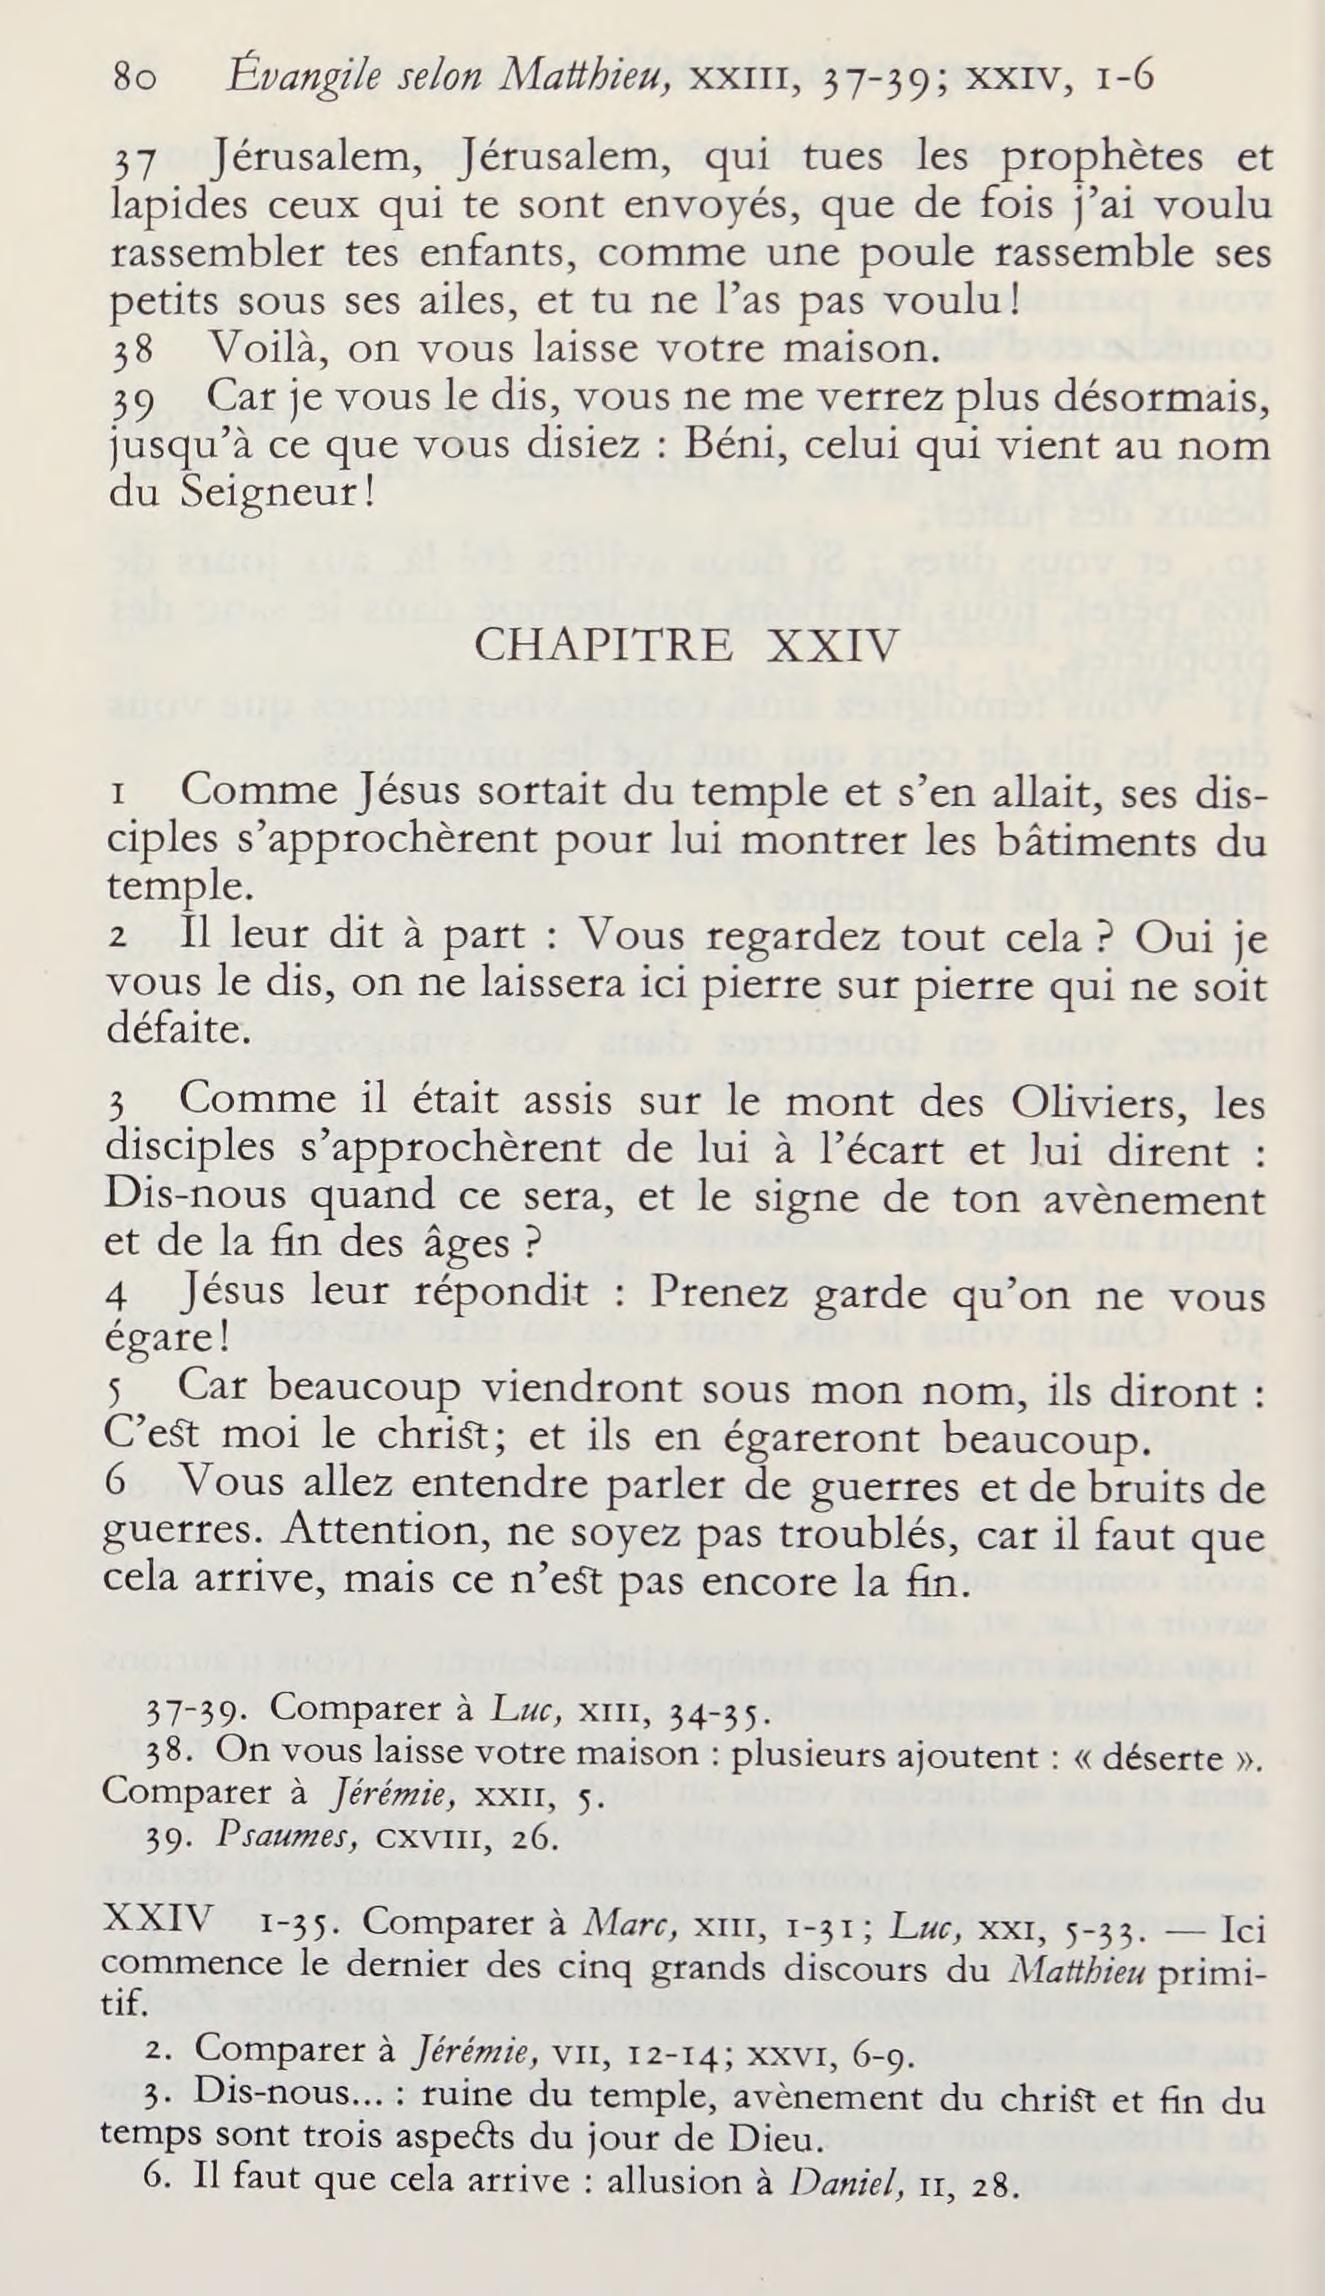 80 Évangile selon Matthieu, XXIII, 37-39; XXIV, 1-6
37 Jérusalem, Jérusalem, qui tues les prophètes et
lapides ceux qui te sont envoyés, que de fois j’ai voulu
rassembler tes enfants, comme une poule rassemble ses
petits sous ses ailes, et tu ne l’as pas voulu!
38 Voilà, on vous laisse votre maison.
39 Car je vous le dis, vous ne me verrez plus désormais,
jusqu’à ce que vous disiez : Béni, celui qui vient au nom
du Seigneur!
CHAPITRE XXIV
1 Comme Jésus sortait du temple et s’en allait, ses dis-
ciples s’approchèrent pour lui montrer les bâtiments du
temple.
2 Il leur dit à part : Vous regardez tout cela ? Oui je
vous le dis, on ne laissera ici pierre sur pierre qui ne soit
défaite.
3 Comme il était assis sur le mont des Oliviers, les
disciples s’approchèrent de lui à l’écart et lui dirent :
Dis-nous quand ce sera, et le signe de ton avènement
et de la fin des âges ?
4 Jésus leur répondit : Prenez garde qu’on ne vous
égare!
5 Car beaucoup viendront sous mon nom, ils diront :
C’est moi le christ; et ils en égareront beaucoup.
6 Vous allez entendre parler de guerres et de bruits de
guerres. Attention, ne soyez pas troublés, car il faut que
cela arrive, mais ce n’est pas encore la fin.
37-39. Comparer à Luc, XIII, 34-35.
38. On vous laisse votre maison : plusieurs ajoutent : « déserte ».
Comparer à Jérémie, XXII, 5.
39. Psaumes, CXVIII, 26.
XXIV 1-35. Comparer à Marc, XIII, 1-31; Luc, XXI, 5-33. — Ici
commence le dernier des cinq grands discours du Matthieu primi-
tif.
2. Comparer à Jérémie, VII, 12-14; XXVI, 6-9.
3. Dis-nous... : ruine du temple, avènement du christ et fin du
temps sont trois aspects du jour de Dieu.
6. Il faut que cela arrive : allusion à Daniel, II, 28.